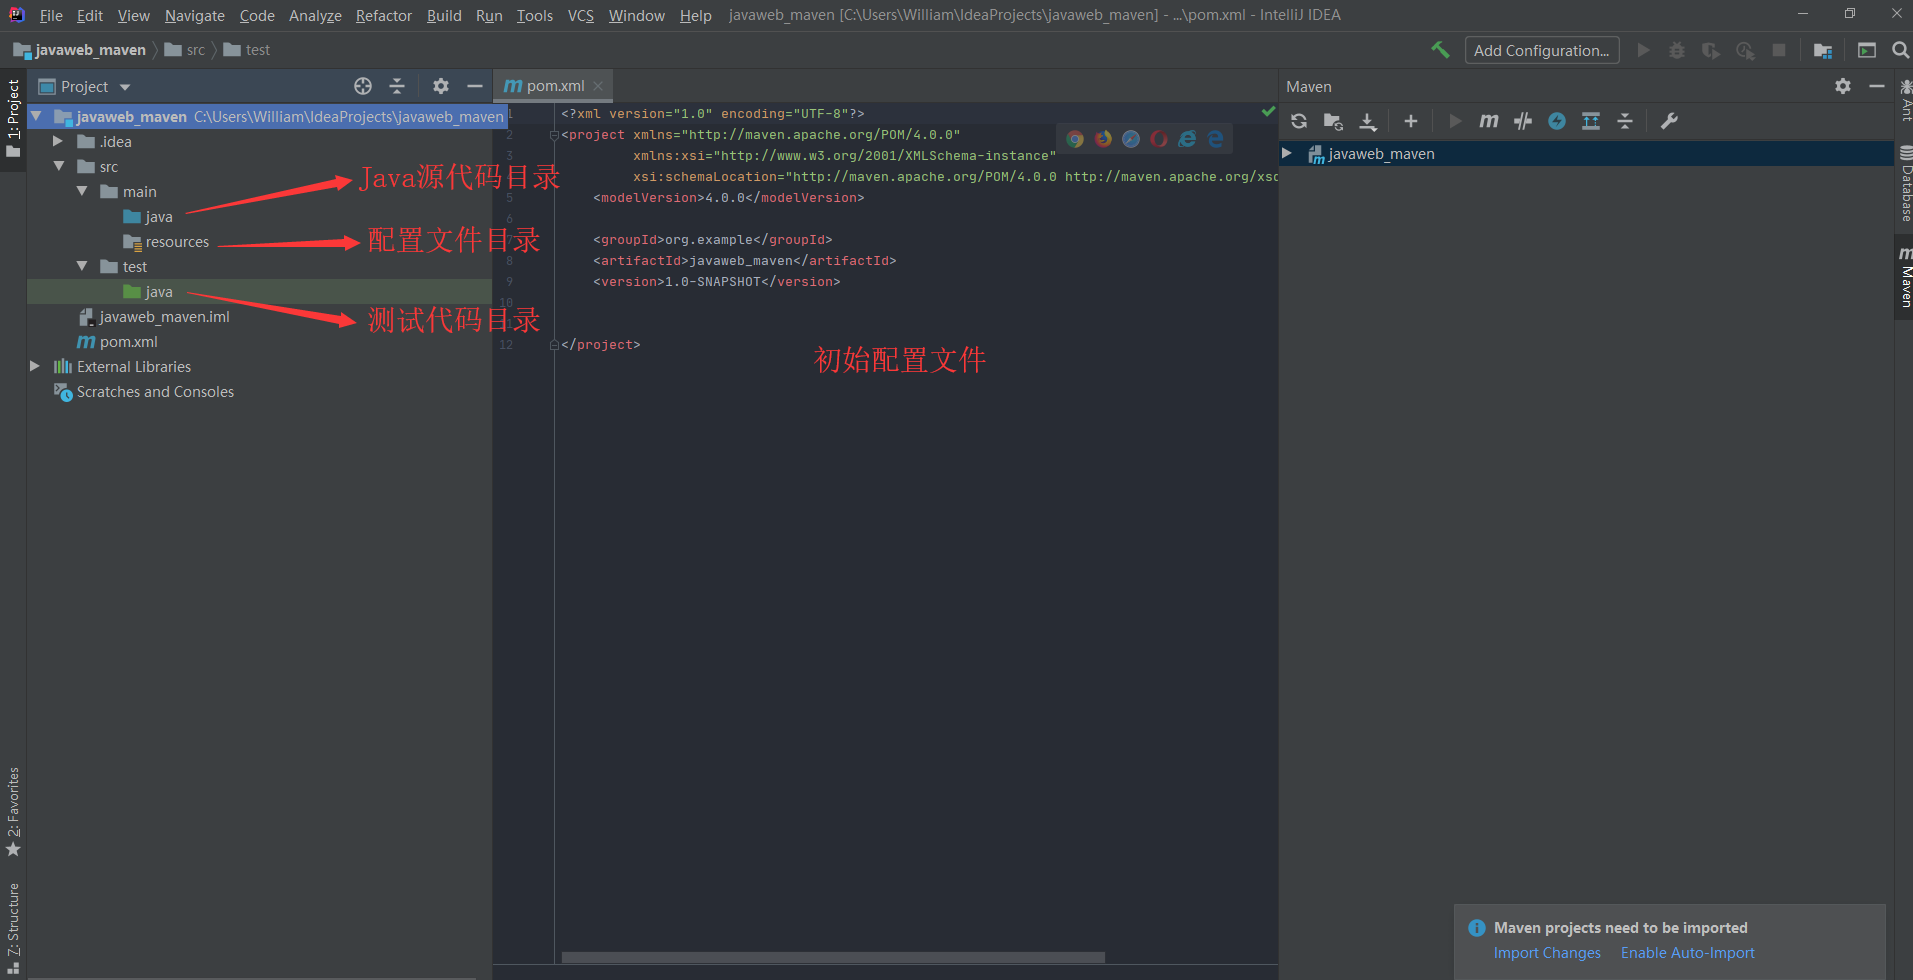 File Edit View Navigate Code Analyze Refactor Build Run Tools VCS Window Help javaweb_maven [C:\Users\William\IdeaProjects\javaweb_maven] - ...\pom.xml - IntelliJ IDEA
javaweb_maven src test
Add Configuration...
1: Project
Project
pom.xml
Maven
javaweb_maven C:\Users\William\IdeaProjects\javaweb_maven
.idea
src
main
java
resources
test
java
javaweb_maven.iml
pom.xml
External Libraries
Scratches and Consoles
Java源代码目录
配置文件目录
测试代码目录
1 <?xml version="1.0" encoding="UTF-8"?>
2 <project xmlns="http://maven.apache.org/POM/4.0.0"
3 xmlns:xsi="http://www.w3.org/2001/XMLSchema-instance"
xsi:schemaLocation="http://maven.apache.org/POM/4.0.0 http://maven.apache.org/xsd
5 <modelVersion>4.0.0</modelVersion>
6
7 <groupId>org.example</groupId>
8 <artifactId>javaweb_maven</artifactId>
9 <version>1.0-SNAPSHOT</version>
10
12 </project>
初始配置文件
javaweb_maven
Ant
Database
Maven
2: Favorites
7: Structure
Maven projects need to be imported
Import Changes Enable Auto-Import